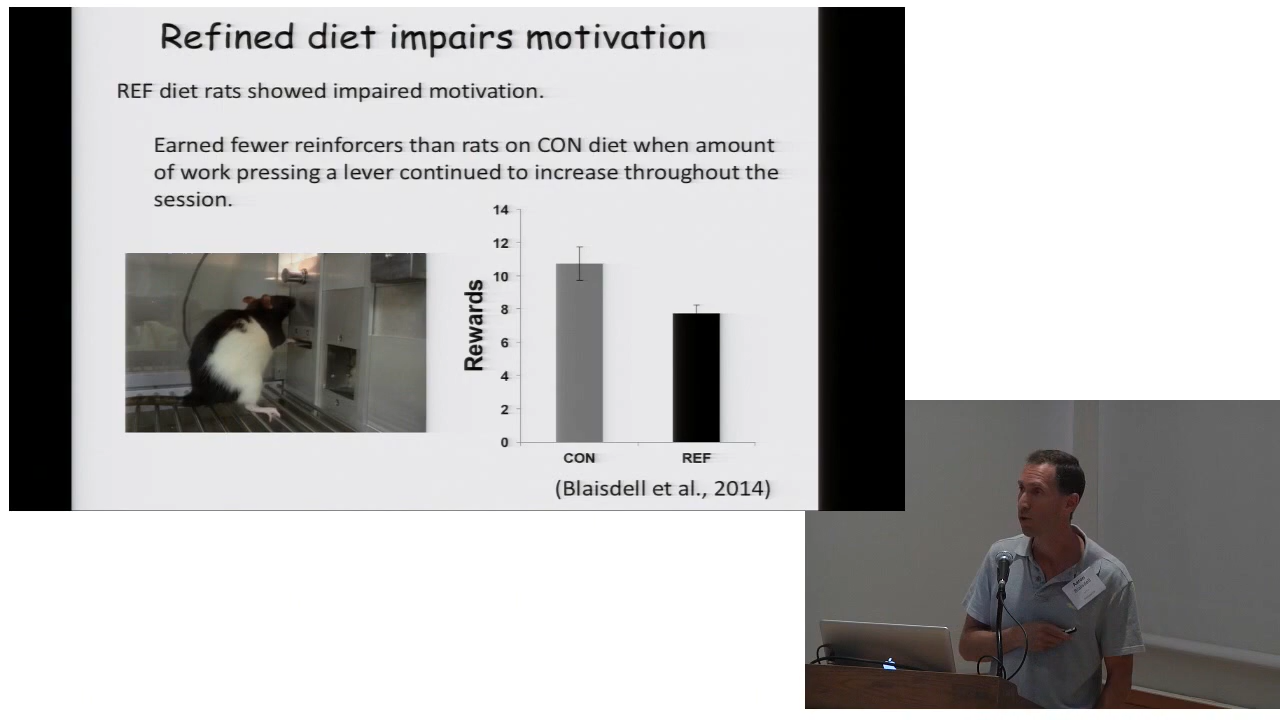 Refined diet impairs motivation
REF diet rats showed impaired motivation.
Earned fewer reinforcers than rats on CON diet when amount
of work pressing a lever continued to increase throughout the
session.
14
12
10
8
6
4
2
0
Rewards
CON
REF
(Blaisdell et al., 2014)
Aaron
Blaisdell